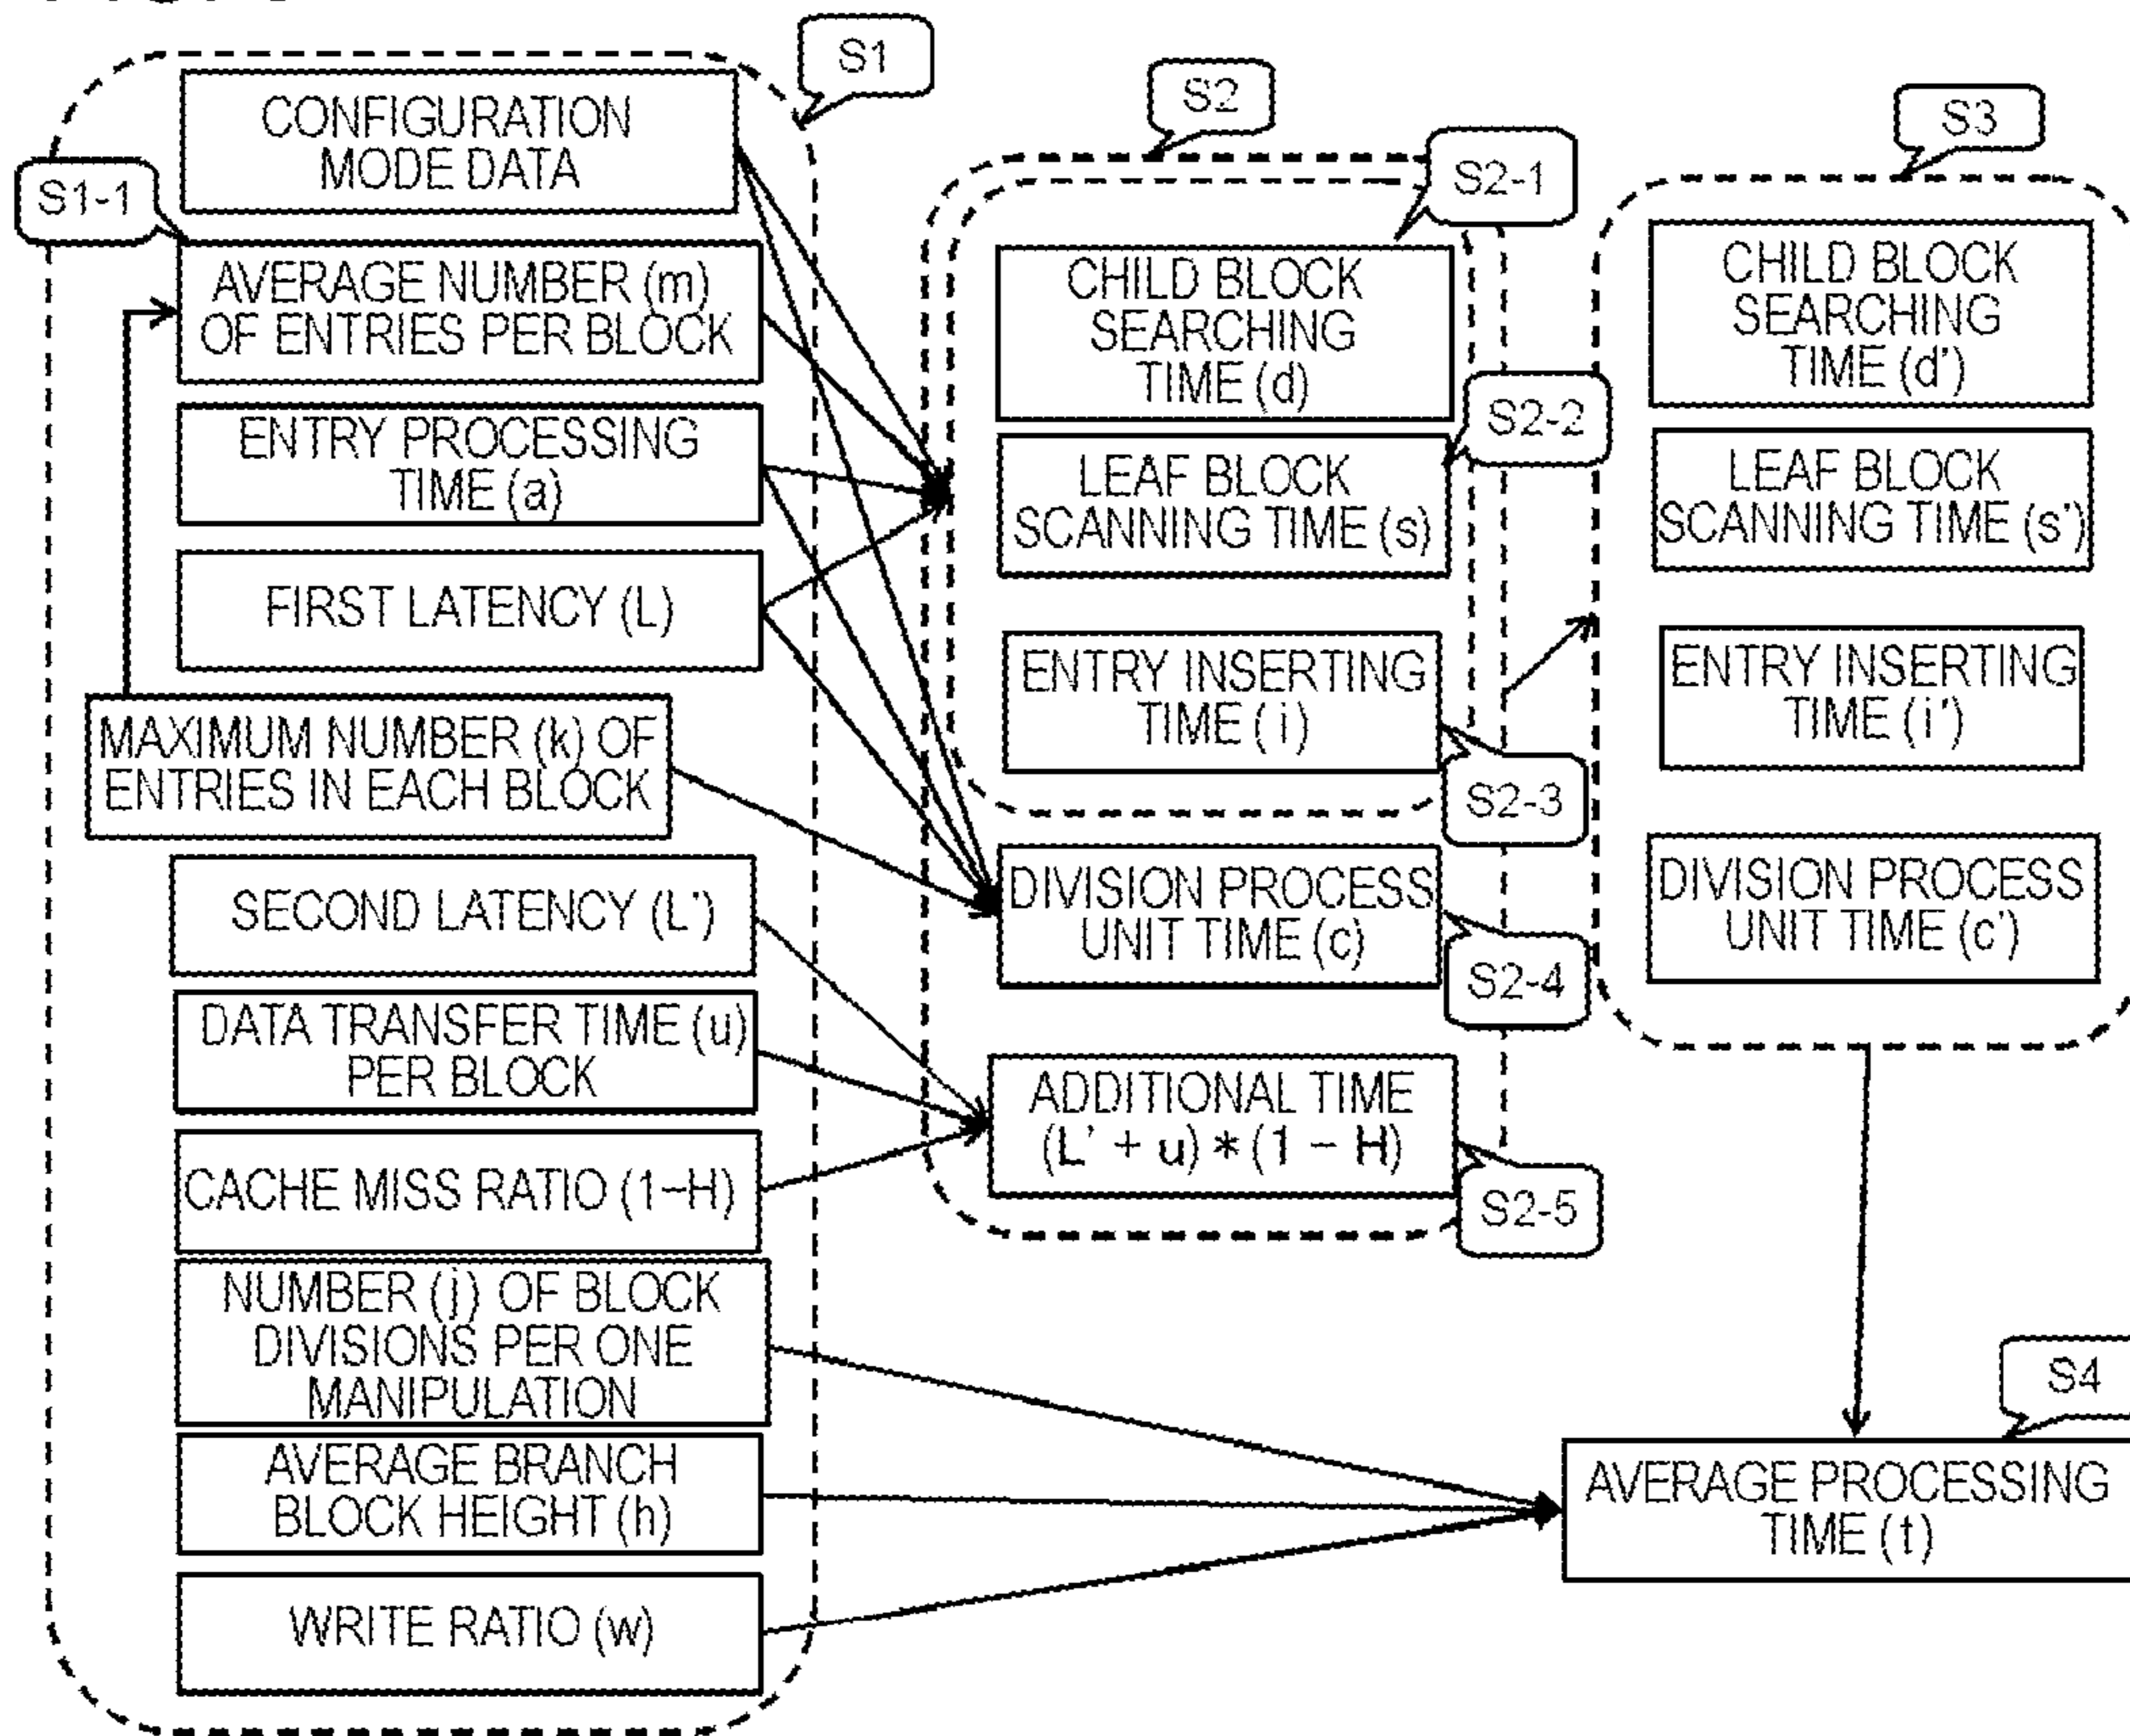 S1
CONFIGURATION
MODE DATA
S1-1
AVERAGE NUMBER (m)
OF ENTRIES PER BLOCK
ENTRY PROCESSING
TIME (a)
FIRST LATENCY (L)
MAXIMUM NUMBER (k) OF
ENTRIES IN EACH BLOCK
SECOND LATENCY (L')
DATA TRANSFER TIME (u)
PER BLOCK
CACHE MISS RATIO (1−H)
NUMBER (j) OF BLOCK
DIVISIONS PER ONE
MANIPULATION
AVERAGE BRANCH
BLOCK HEIGHT (h)
WRITE RATIO (w)
S2
S2-1
CHILD BLOCK
SEARCHING
TIME (d)
S2-2
LEAF BLOCK
SCANNING TIME (s)
ENTRY INSERTING
TIME (i)
S2-3
DIVISION PROCESS
UNIT TIME (c)
S2-4
ADDITIONAL TIME
(L' + u) * (1 − H)
S2-5
S3
CHILD BLOCK
SEARCHING
TIME (d')
LEAF BLOCK
SCANNING TIME (s')
ENTRY INSERTING
TIME (i')
DIVISION PROCESS
UNIT TIME (c')
S4
AVERAGE PROCESSING
TIME (t)